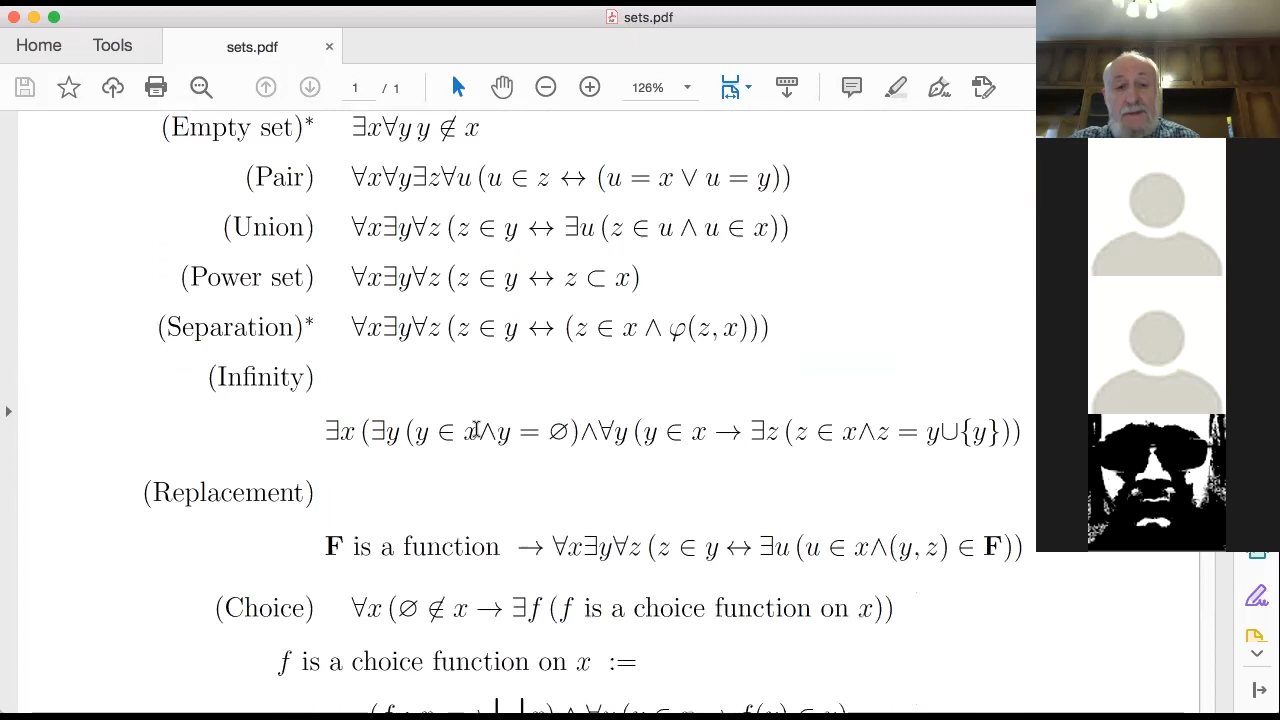 sets.pdf
Home Tools sets.pdf ×
1 / 1 126%
(Empty set)* ∃x∀y y ∉ x
(Pair) ∀x∀y∃z∀u (u ∈ z ↔ (u = x ∨ u = y))
(Union) ∀x∃y∀z (z ∈ y ↔ ∃u (z ∈ u ∧ u ∈ x))
(Power set) ∀x∃y∀z (z ∈ y ↔ z ⊂ x)
(Separation)* ∀x∃y∀z (z ∈ y ↔ (z ∈ x ∧ φ(z, x)))
(Infinity)
∃x (∃y (y ∈ x∧y = ∅)∧∀y (y ∈ x → ∃z (z ∈ x∧z = y∪{y}))
(Replacement)
F is a function → ∀x∃y∀z (z ∈ y ↔ ∃u (u ∈ x∧(y, z) ∈ F))
(Choice) ∀x (∅ ∉ x → ∃f (f is a choice function on x))
f is a choice function on x :=